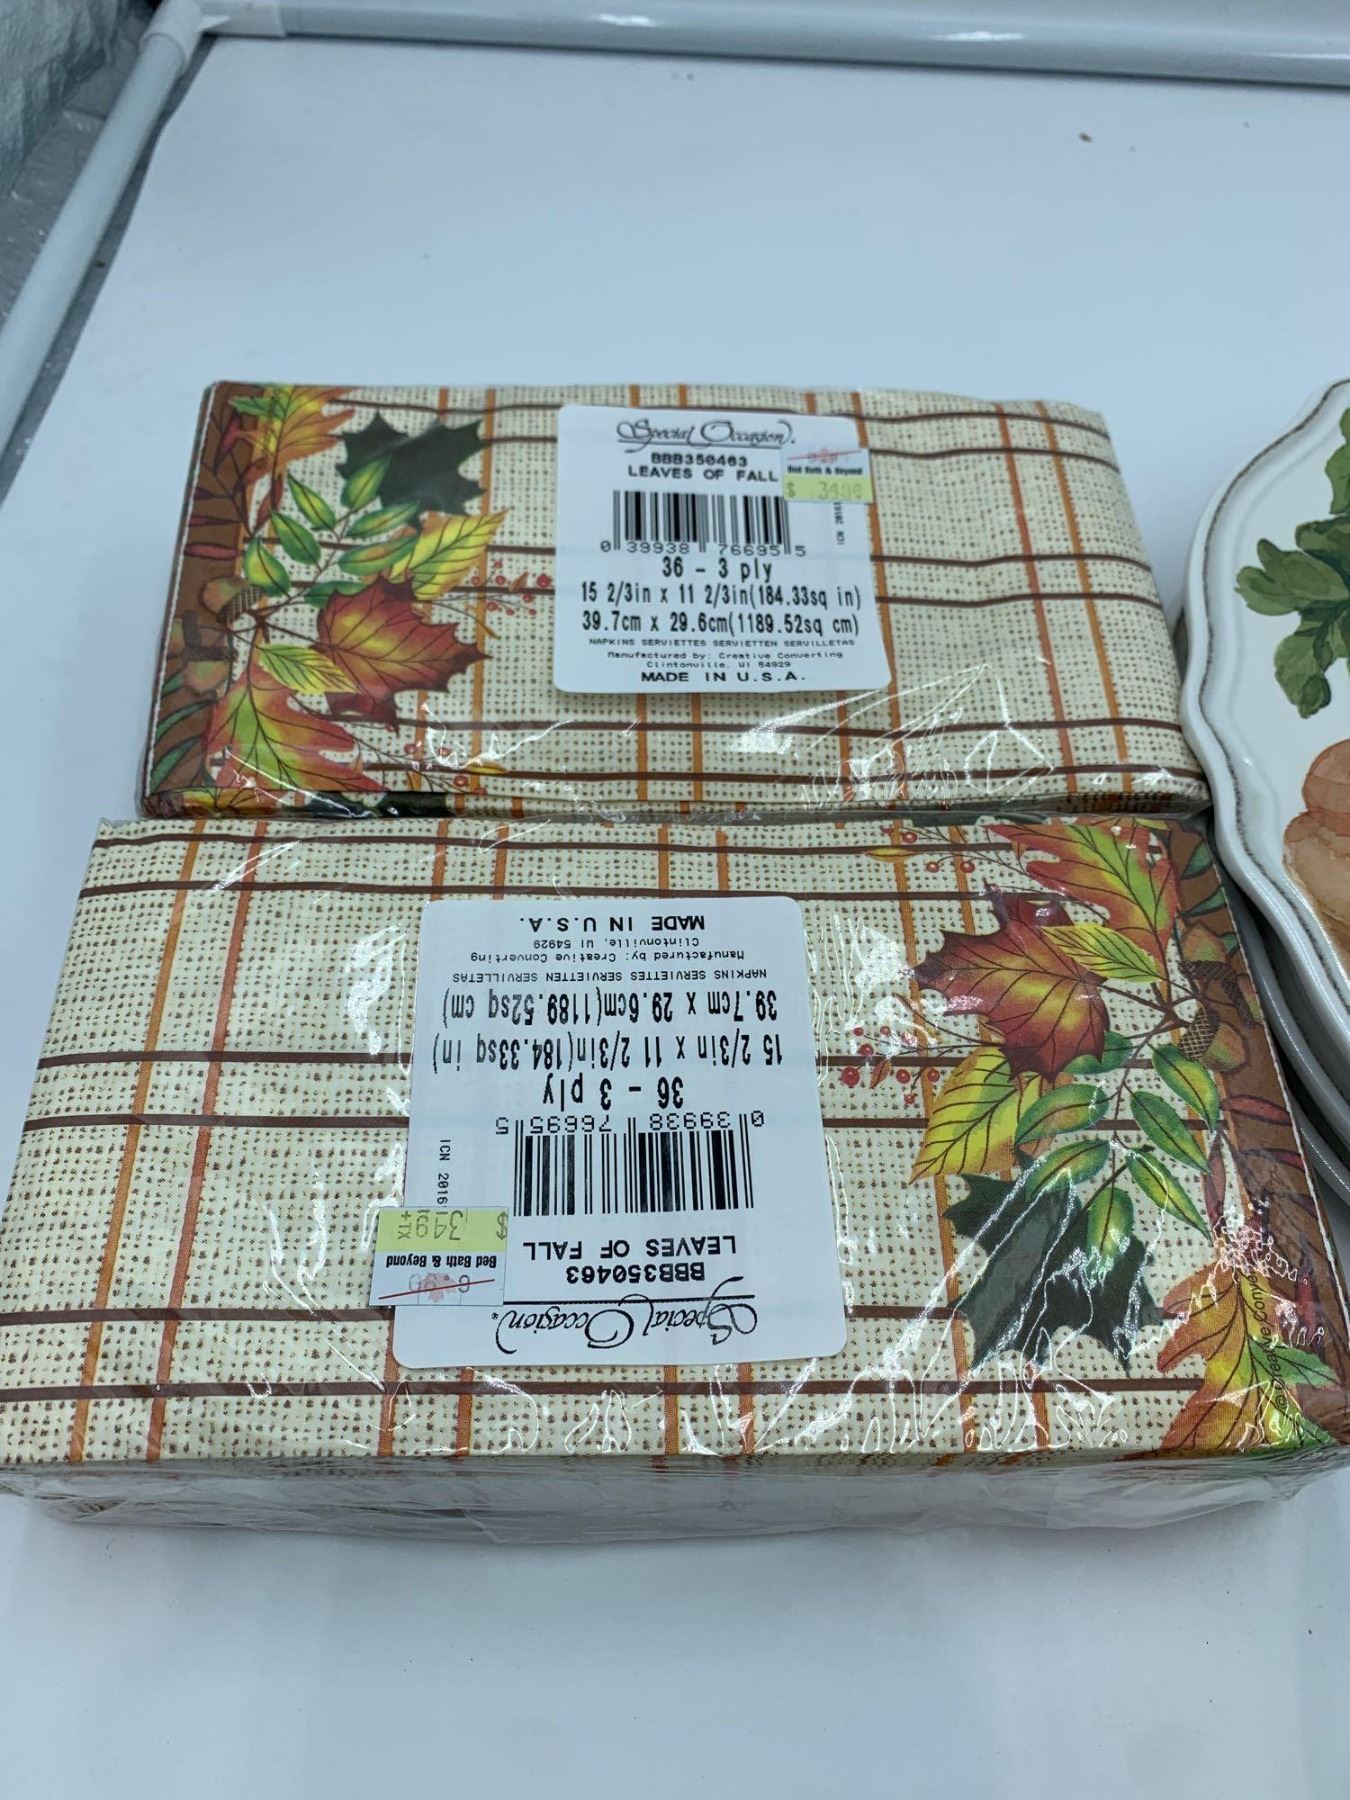 Special Occasion.
BBB350463
LEAVES OF FALL
Bed Bath & Beyond
$ 3499
0 39938 76695 5
36 - 3 ply
15 2/3in x 11 2/3in(184.33sq in)
39.7cm x 29.6cm(1189.52sq cm)
NAPKINS SERVIETTES SERVIETTEN SERVILLETAS
Manufactured by: Creative Converting
Clintonville, WI 54929
MADE IN U.S.A.
Special Occasion.
BBB350463
LEAVES OF FALL
Bed Bath & Beyond
$ 349
+TX
ICN 2016
0 39938 76695 5
36 - 3 ply
15 2/3in x 11 2/3in(184.33sq in)
39.7cm x 29.6cm(1189.52sq cm)
NAPKINS SERVIETTES SERVIETTEN SERVILLETAS
Manufactured by: Creative Converting
Clintonville, WI 54929
MADE IN U.S.A.